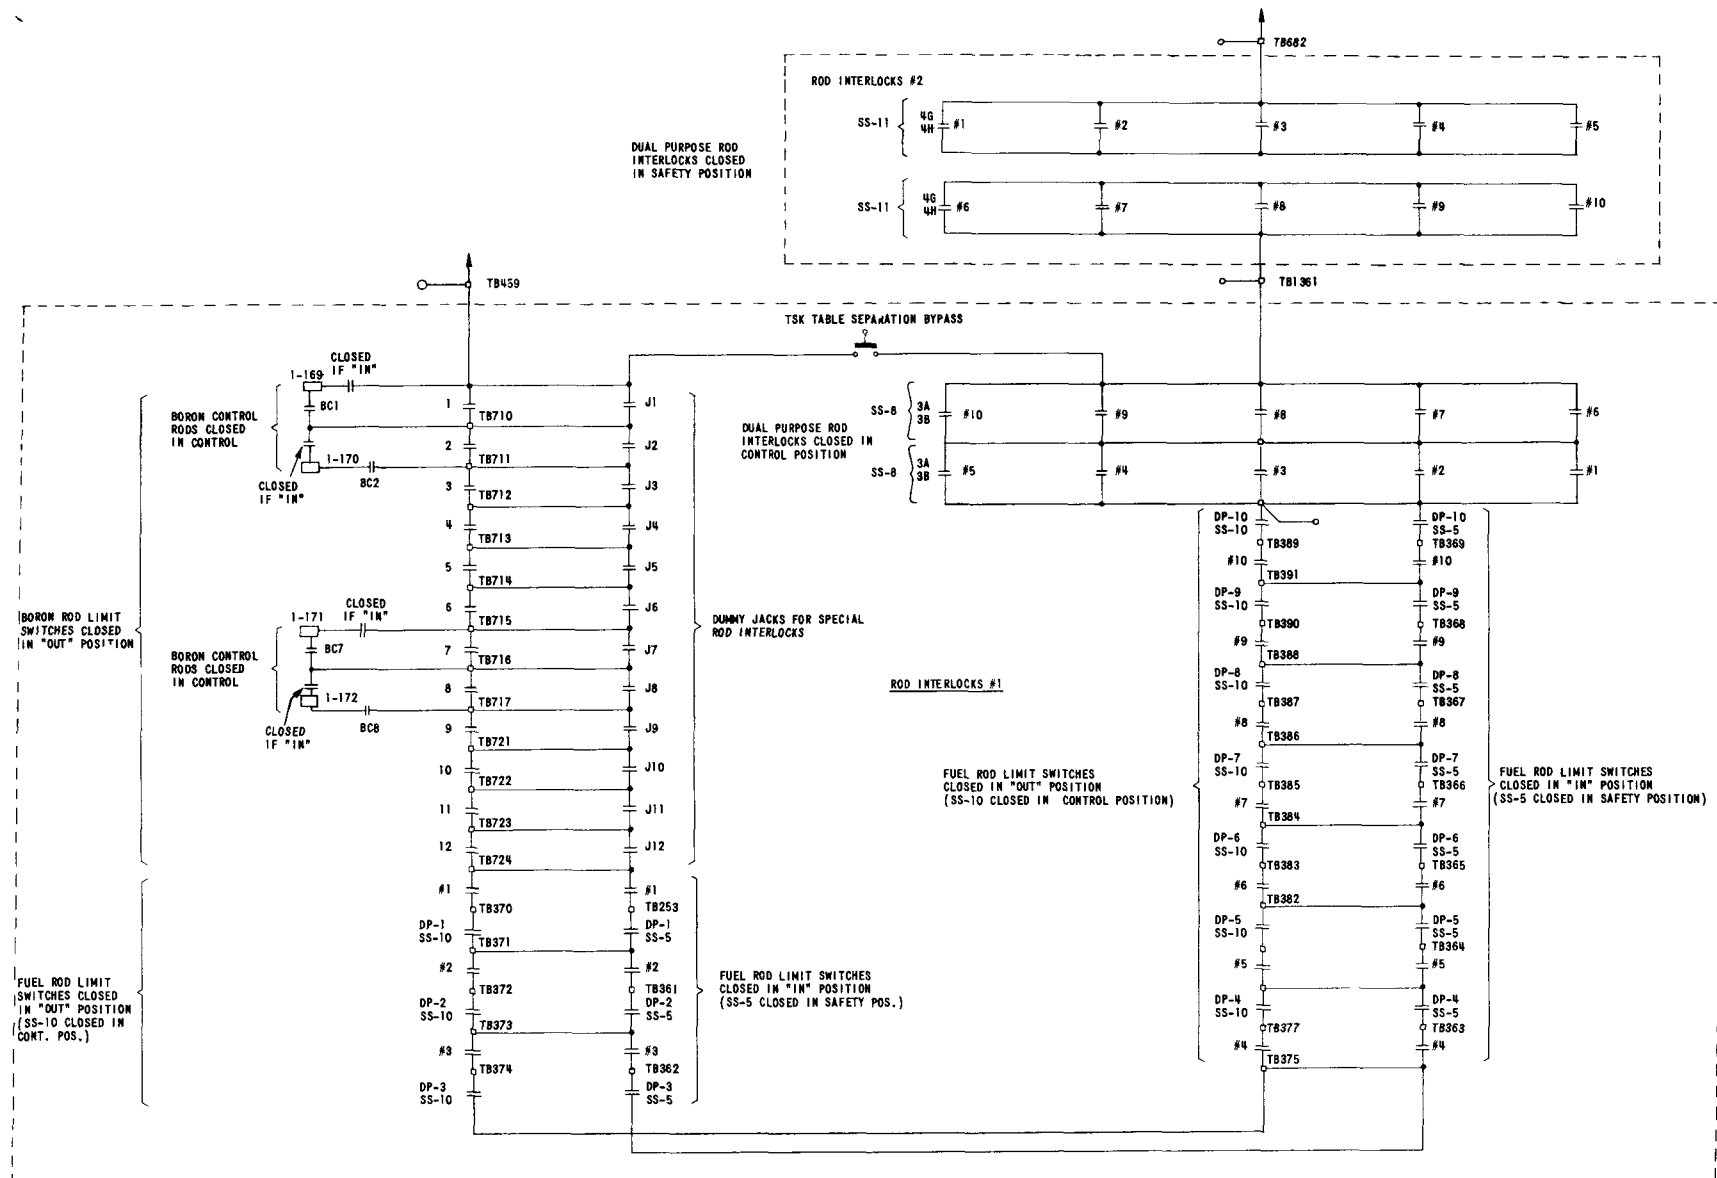 TB682
ROD INTERLOCKS #2
SS-11
4G
4H
#1
#2
#3
#4
#5
DUAL PURPOSE ROD
INTERLOCKS CLOSED
IN SAFETY POSITION
SS-11
4G
4H
#6
#7
#8
#9
#10
TB459
TB1361
TSK TABLE SEPARATION BYPASS
CLOSED
IF "IN"
1-169
BC1
BORON CONTROL
RODS CLOSED
IN CONTROL
1-170
BC2
CLOSED
IF "IN"
1
TB710
2
TB711
3
TB712
4
TB713
5
TB714
6
TB715
7
TB716
8
TB717
9
TB721
10
TB722
11
TB723
12
TB724
J1
J2
J3
J4
J5
J6
J7
J8
J9
J10
J11
J12
DUMMY JACKS FOR SPECIAL
ROD INTERLOCKS
BORON ROD LIMIT
SWITCHES CLOSED
IN "OUT" POSITION
CLOSED
IF "IN"
1-171
BC7
BORON CONTROL
RODS CLOSED
IN CONTROL
1-172
BC8
CLOSED
IF "IN"
DUAL PURPOSE ROD
INTERLOCKS CLOSED IN
CONTROL POSITION
SS-8
3A
3B
#10
#9
#8
#7
#6
SS-8
3A
3B
#5
#4
#3
#2
#1
ROD INTERLOCKS #1
FUEL ROD LIMIT SWITCHES
CLOSED IN "OUT" POSITION
(SS-10 CLOSED IN CONTROL POSITION)
DP-10
SS-10
TB389
#10
TB391
DP-9
SS-10
TB390
#9
TB388
DP-8
SS-10
TB387
#8
TB386
DP-7
SS-10
TB385
#7
TB384
DP-6
SS-10
TB383
#6
TB382
DP-5
SS-10
#5
DP-4
SS-10
TB377
#4
TB375
DP-10
SS-5
TB369
#10
DP-9
SS-5
TB368
#9
DP-8
SS-5
TB367
#8
DP-7
SS-5
TB366
#7
DP-6
SS-5
TB365
#6
DP-5
SS-5
TB364
#5
DP-4
SS-5
TB363
#4
FUEL ROD LIMIT SWITCHES
CLOSED IN "IN" POSITION
(SS-5 CLOSED IN SAFETY POSITION)
FUEL ROD LIMIT
SWITCHES CLOSED
IN "OUT" POSITION
(SS-10 CLOSED IN
CONT. POS.)
#1
TB370
DP-1
SS-10
TB371
#2
TB372
DP-2
SS-10
TB373
#3
TB374
DP-3
SS-10
#1
TB253
DP-1
SS-5
#2
TB361
DP-2
SS-5
#3
TB362
DP-3
SS-5
FUEL ROD LIMIT SWITCHES
CLOSED IN "IN" POSITION
(SS-5 CLOSED IN SAFETY POS.)